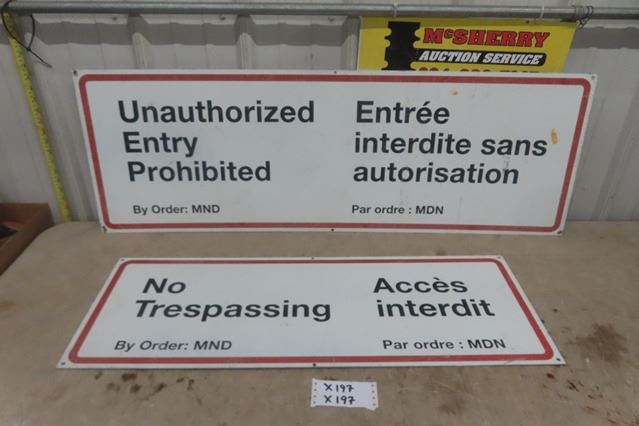 McSHERRY
AUCTION SERVICE
Unauthorized
Entry
Prohibited
By Order: MND
Entrée
interdite sans
autorisation
Par ordre : MDN
No
Trespassing
By Order: MND
Accès
interdit
Par ordre : MDN
X197
X197